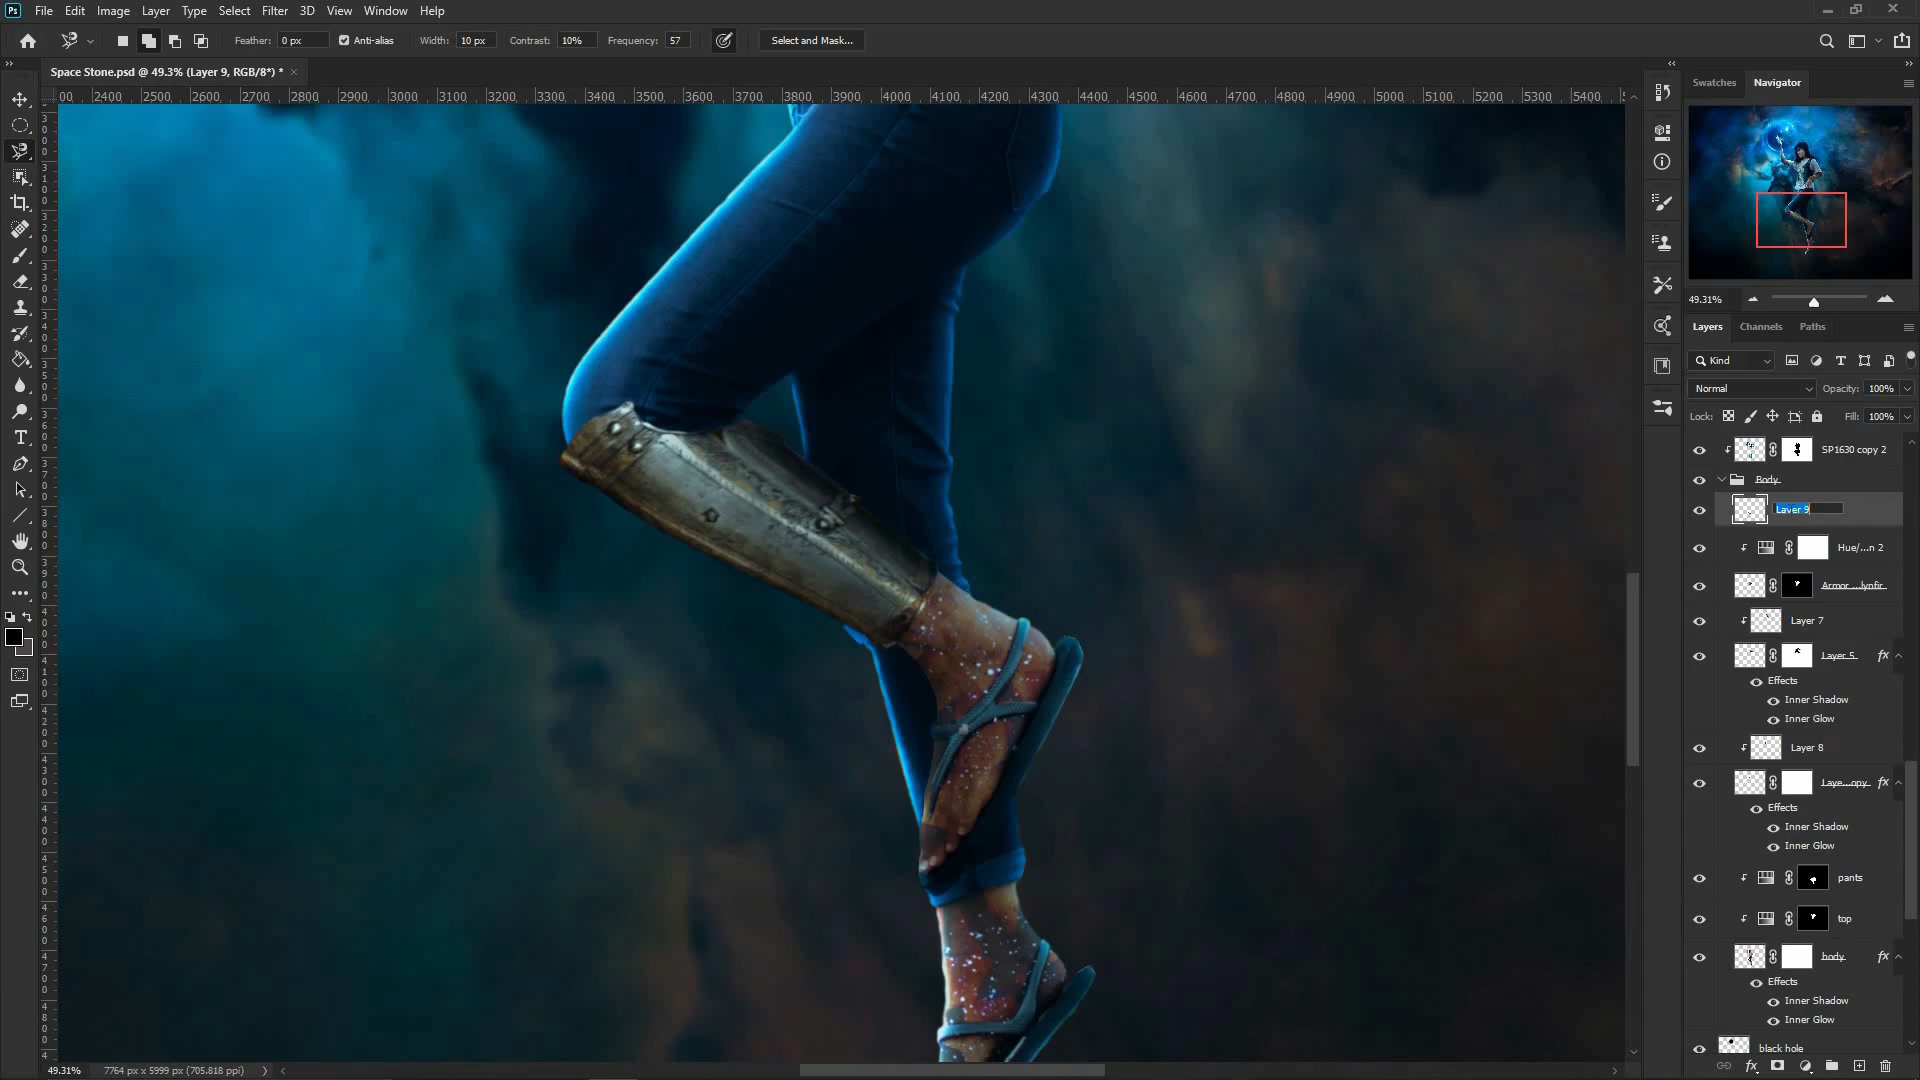 Ps File Edit Image Layer Type Select Filter 3D View Window Help
Feather: 0 px Anti-alias Width: 10 px Contrast: 10% Frequency: 57 Select and Mask...
Space Stone.psd @ 49.3% (Layer 9, RGB/8*) * ×
00 2400 2500 2600 2700 2800 2900 3000 3100 3200 3300 3400 3500 3600 3700 3800 3900 4000 4100 4200 4300 4400 4500 4600 4700 4800 4900 5000 5100 5200 5300 5400
Swatches Navigator
49.31%
Layers Channels Paths
Kind
Normal Opacity: 100%
Lock: Fill: 100%
SP1630 copy 2
Body
Layer 9
Hue/...n 2
Armor ...lynfir
Layer 7
Layer 5 fx
Effects
Inner Shadow
Inner Glow
Layer 8
Laye...opy fx
Effects
Inner Shadow
Inner Glow
pants
top
body fx
Effects
Inner Shadow
Inner Glow
black hole
49.31% 7764 px x 5999 px (705.818 ppi)